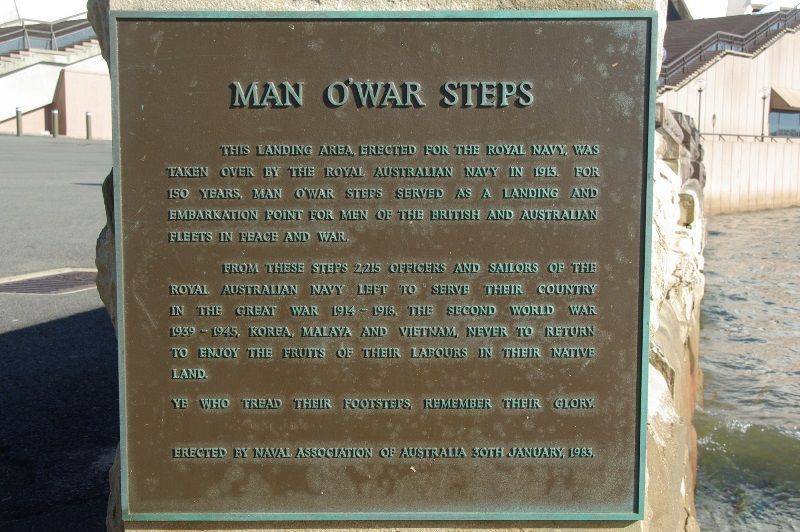 MAN O'WAR STEPS
THIS LANDING AREA, ERECTED FOR THE ROYAL NAVY, WAS
TAKEN OVER BY THE ROYAL AUSTRALIAN NAVY IN 1913. FOR
150 YEARS, MAN O'WAR STEPS SERVED AS A LANDING AND
EMBARKATION POINT FOR MEN OF THE BRITISH AND AUSTRALIAN
FLEETS IN PEACE AND WAR.
FROM THESE STEPS 2,215 OFFICERS AND SAILORS OF THE
ROYAL AUSTRALIAN NAVY LEFT TO SERVE THEIR COUNTRY
IN THE GREAT WAR 1914 - 1918, THE SECOND WORLD WAR
1939 - 1945, KOREA, MALAYA AND VIETNAM, NEVER TO RETURN
TO ENJOY THE FRUITS OF THEIR LABOURS IN THEIR NATIVE
LAND.
YE WHO TREAD THEIR FOOTSTEPS, REMEMBER THEIR GLORY.
ERECTED BY NAVAL ASSOCIATION OF AUSTRALIA 30TH JANUARY, 1983.